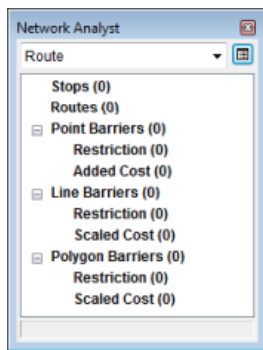 Network Analyst
Route
Stops (0)
Routes (0)
Point Barriers (0)
Restriction (0)
Added Cost (0)
Line Barriers (0)
Restriction (0)
Scaled Cost (0)
Polygon Barriers (0)
Restriction (0)
Scaled Cost (0)